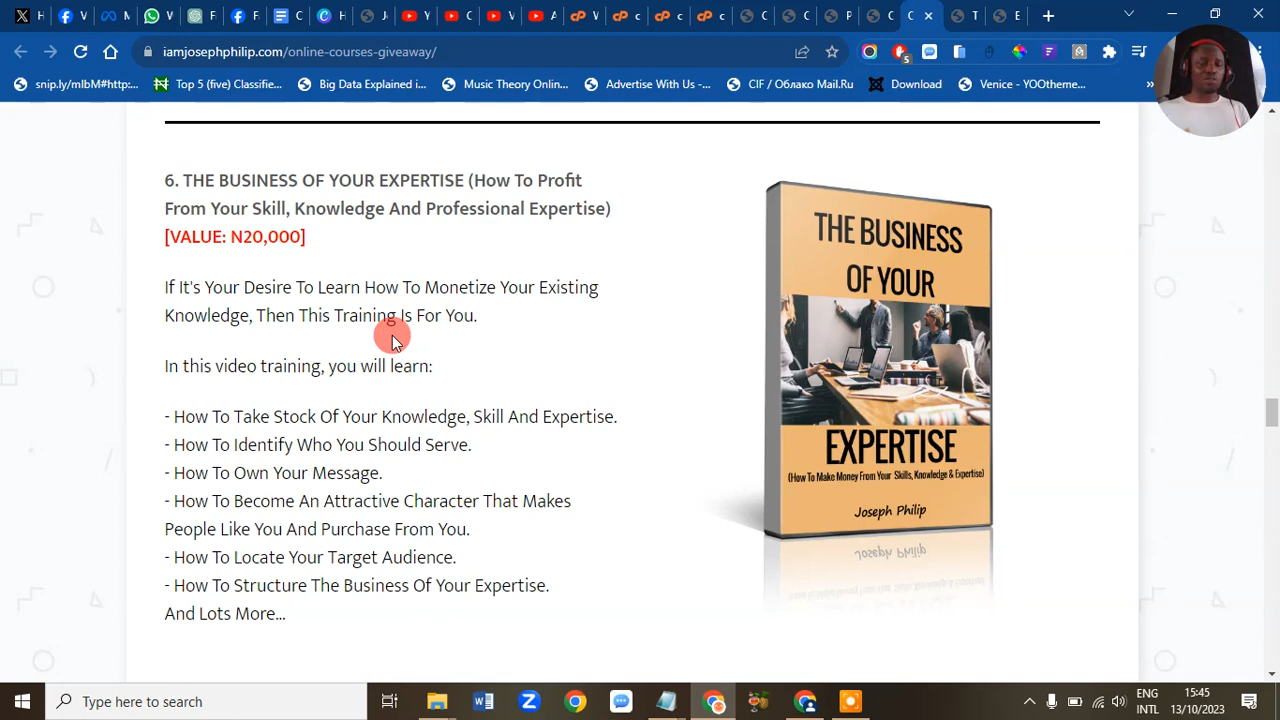 H
V
M
W
F
F
C
C
H
J
Y
C
V
A
V
c
c
C
P
C
C
T
E
iamjosephphilip.com/online-courses-giveaway/
5
snip.ly/mlbM#http:...
Top 5 (five) Classifie...
Big Data Explained i...
Music Theory Onlin...
Advertise With Us -...
CIF / Облако Mail.Ru
Download
Venice - YOOtheme...
6. THE BUSINESS OF YOUR EXPERTISE (How To Profit
From Your Skill, Knowledge And Professional Expertise)
[VALUE: N20,000]
If It's Your Desire To Learn How To Monetize Your Existing
Knowledge, Then This Training Is For You.
In this video training, you will learn:
- How To Take Stock Of Your Knowledge, Skill And Expertise.
- How To Identify Who You Should Serve.
- How To Own Your Message.
- How To Become An Attractive Character That Makes
People Like You And Purchase From You.
- How To Locate Your Target Audience.
- How To Structure The Business Of Your Expertise.
And Lots More...
THE BUSINESS
OF YOUR
EXPERTISE
(How To Make Money From Your Skills, Knowledge & Expertise)
Joseph Philip
Type here to search
ENG
INTL
15:45
13/10/2023